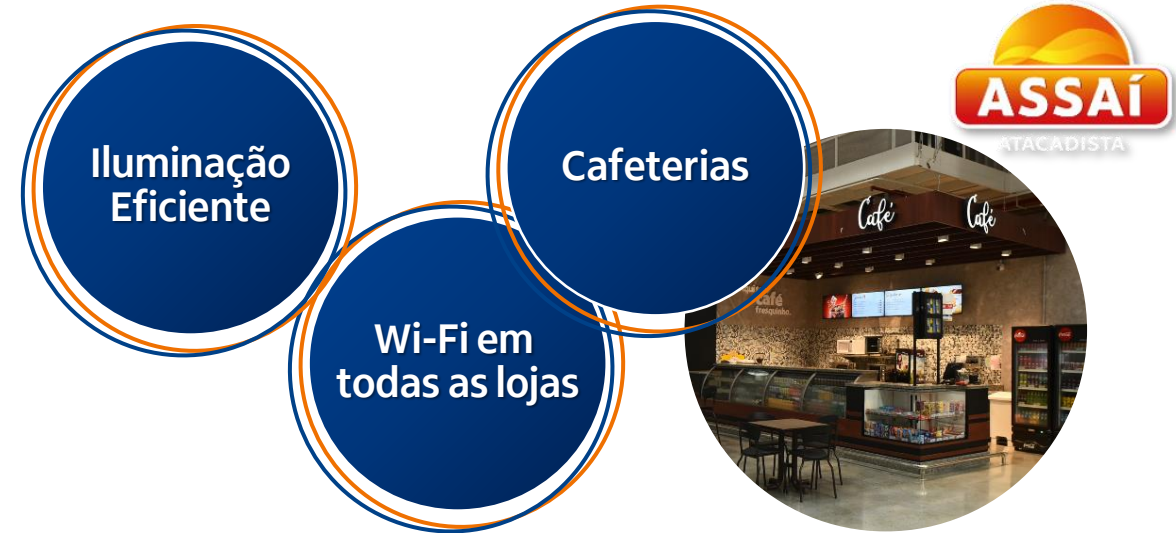 Iluminação
Eficiente
Wi-Fi em
todas as lojas
Cafeterias
ASSAÍ
ATACADISTA
Café
Café
café
fresquinho.